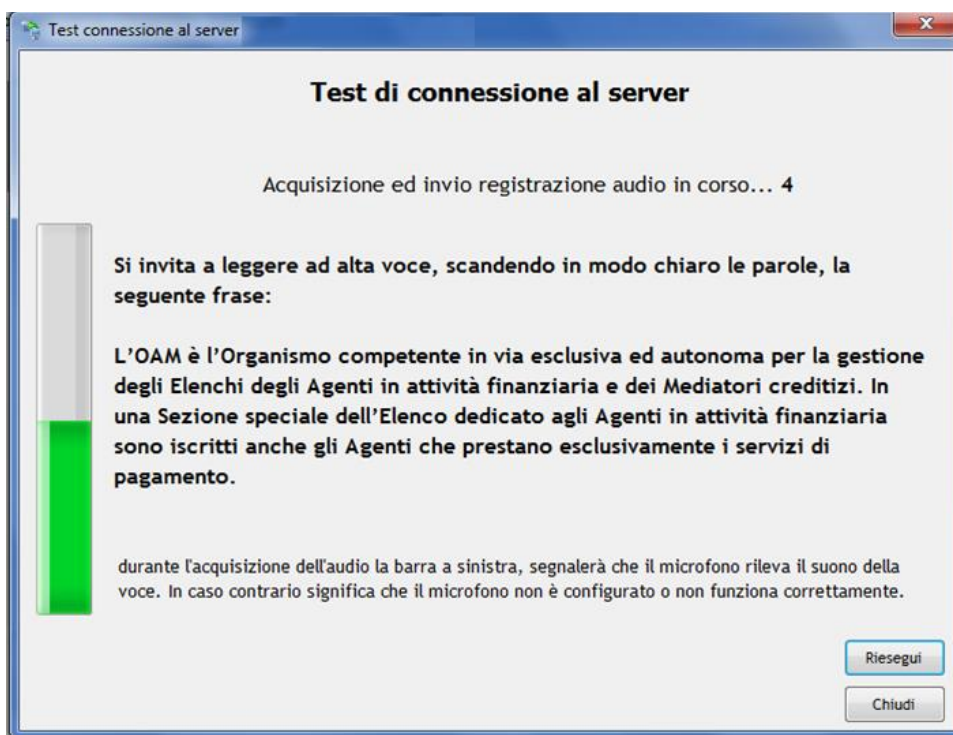 Test connessione al server
Test di connessione al server
Acquisizione ed invio registrazione audio in corso... 4
Si invita a leggere ad alta voce, scandendo in modo chiaro le parole, la
seguente frase:
L'OAM è l'Organismo competente in via esclusiva ed autonoma per la gestione
degli Elenchi degli Agenti in attività finanziaria e dei Mediatori creditizi. In
una Sezione speciale dell'Elenco dedicato agli Agenti in attività finanziaria
sono iscritti anche gli Agenti che prestano esclusivamente i servizi di
pagamento.
durante l'acquisizione dell'audio la barra a sinistra, segnalerà che il microfono rileva il suono della
voce. In caso contrario significa che il microfono non è configurato o non funziona correttamente.
Riesegui
Chiudi